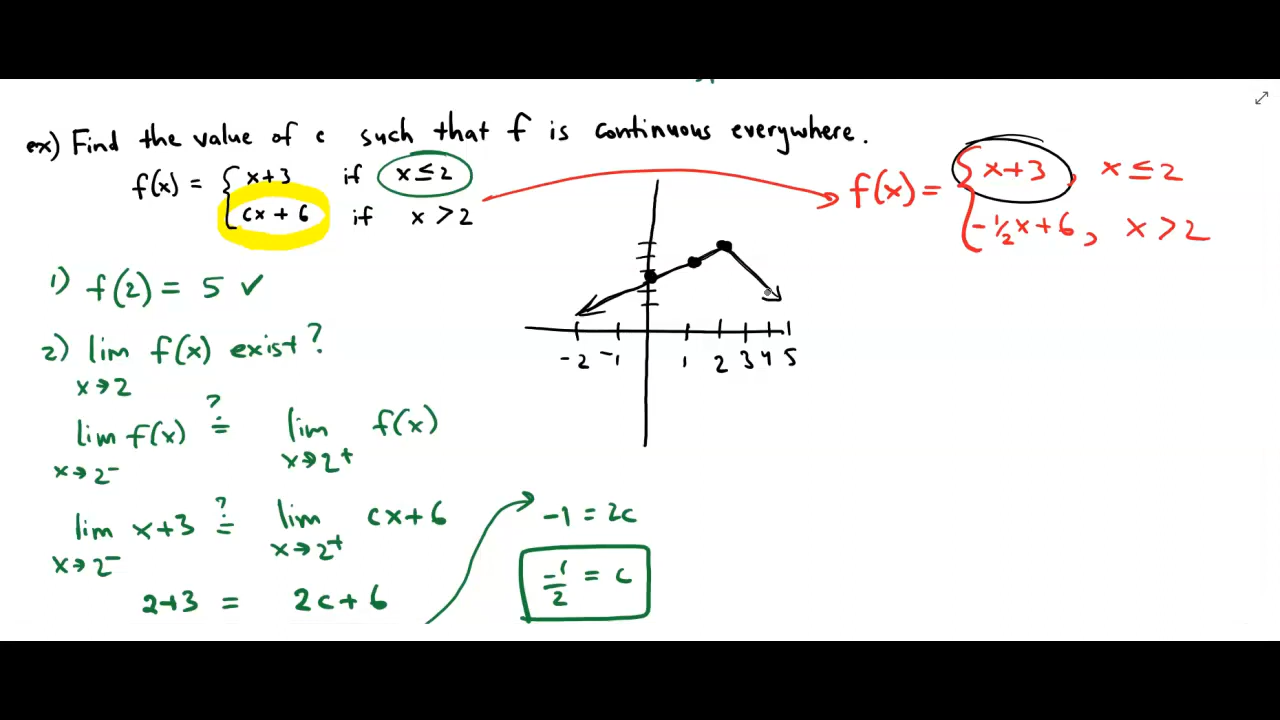 ex) Find the value of c such that f is continuous everywhere.
f(x) = { x+3 if x ≤ 2
cx + 6 if x > 2
f(x) = { x+3, x ≤ 2
-1/2 x + 6, x > 2
1) f(2) = 5 ✓
2) lim f(x) exist?
x→2
?
lim f(x) ≐ lim f(x)
x→2⁻ x→2⁺
?
lim x+3 ≐ lim cx+6
x→2⁻ x→2⁺
2+3 = 2c+6
-1 = 2c
-1/2 = c
-2 -1 1 2 3 4 5